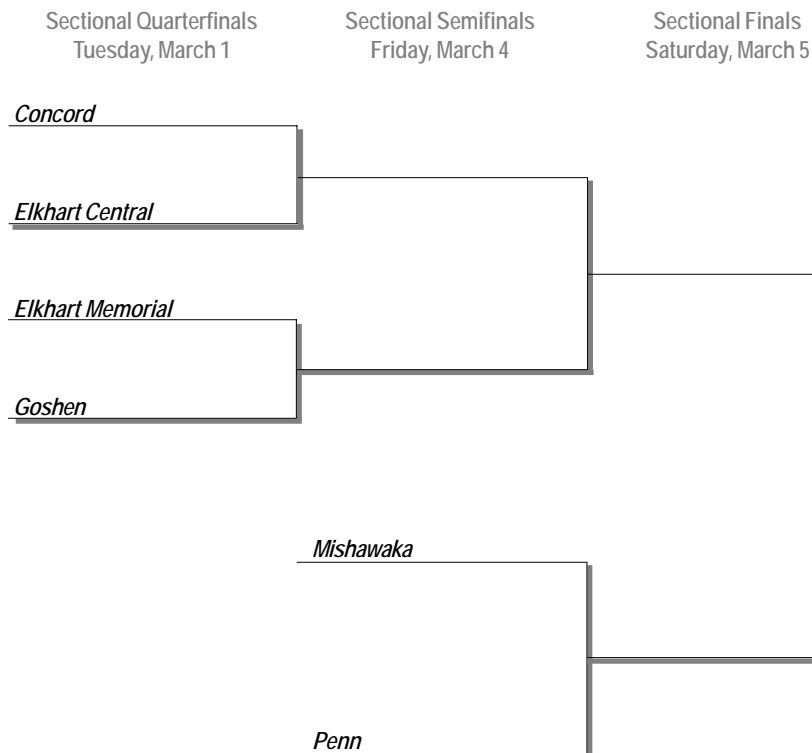 Sectional Quarterfinals
Tuesday, March 1
Sectional Semifinals
Friday, March 4
Sectional Finals
Saturday, March 5
Concord
Elkhart Central
Elkhart Memorial
Goshen
Mishawaka
Penn